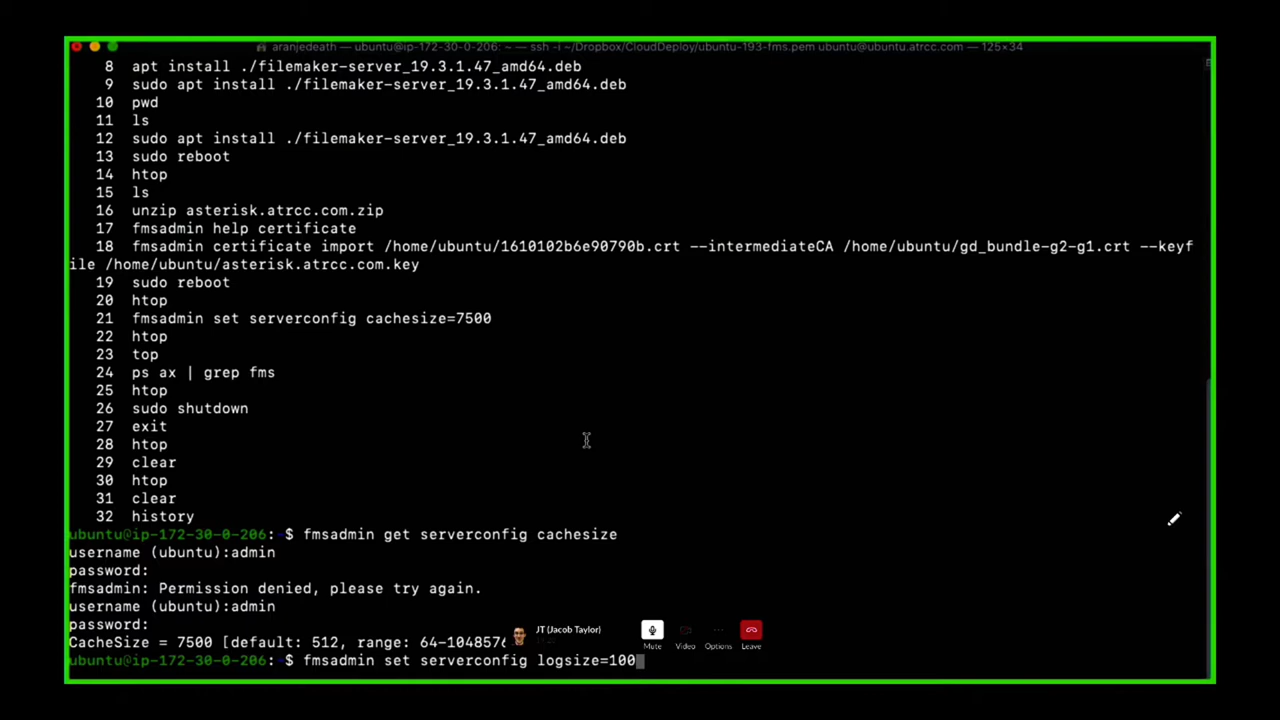 aranjedeath — ubuntu@ip-172-30-0-206: ~ — ssh -i ~/Dropbox/CloudDeploy/ubuntu-193-fms.pem ubuntu@ubuntu.atrcc.com — 125×34
8 apt install ./filemaker-server_19.3.1.47_amd64.deb
9 sudo apt install ./filemaker-server_19.3.1.47_amd64.deb
10 pwd
11 ls
12 sudo apt install ./filemaker-server_19.3.1.47_amd64.deb
13 sudo reboot
14 htop
15 ls
16 unzip asterisk.atrcc.com.zip
17 fmsadmin help certificate
18 fmsadmin certificate import /home/ubuntu/1610102b6e90790b.crt --intermediateCA /home/ubuntu/gd_bundle-g2-g1.crt --keyf
ile /home/ubuntu/asterisk.atrcc.com.key
19 sudo reboot
20 htop
21 fmsadmin set serverconfig cachesize=7500
22 htop
23 top
24 ps ax | grep fms
25 htop
26 sudo shutdown
27 exit
28 htop
29 clear
30 htop
31 clear
32 history
ubuntu@ip-172-30-0-206:~$ fmsadmin get serverconfig cachesize
username (ubuntu):admin
password:
fmsadmin: Permission denied, please try again.
username (ubuntu):admin
password:
CacheSize = 7500 [default: 512, range: 64-1048576
ubuntu@ip-172-30-0-206:~$ fmsadmin set serverconfig logsize=100
JT (Jacob Taylor)
Mute Video Options Leave